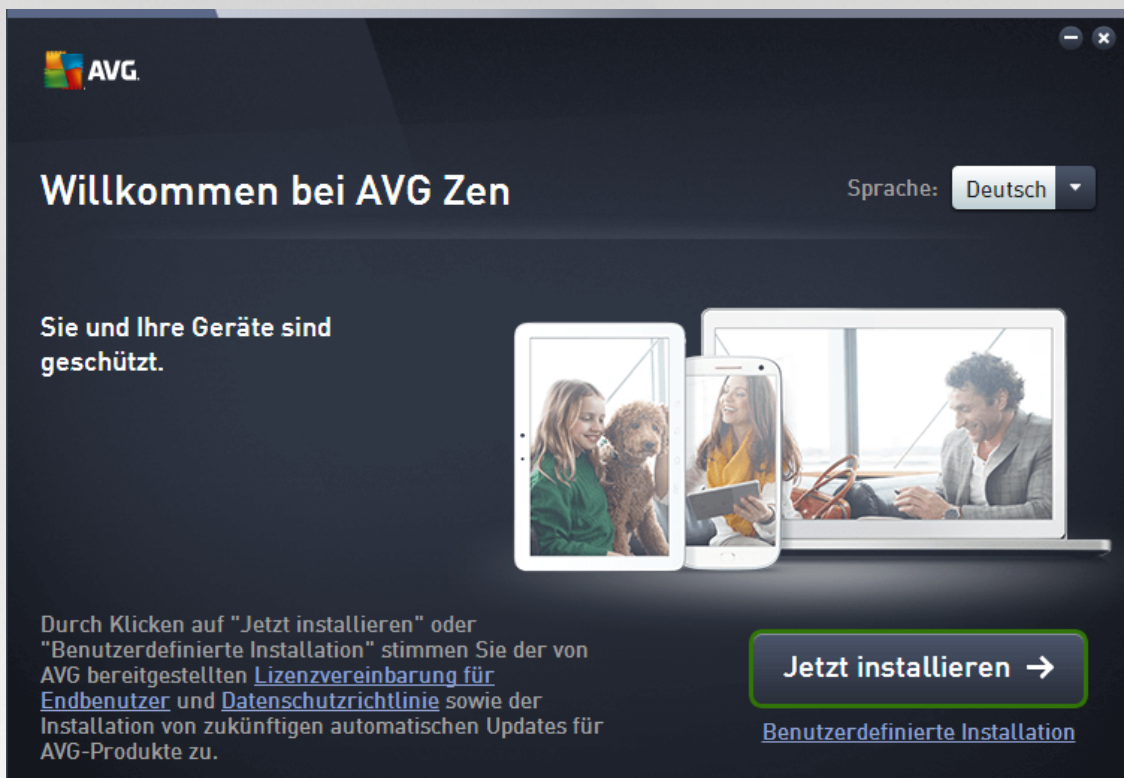 AVG.
Willkommen bei AVG Zen
Sprache:
Deutsch
Sie und Ihre Geräte sind
geschützt.
Durch Klicken auf "Jetzt installieren" oder
"Benutzerdefinierte Installation" stimmen Sie der von
AVG bereitgestellten Lizenzvereinbarung für
Endbenutzer und Datenschutzrichtlinie sowie der
Installation von zukünftigen automatischen Updates für
AVG-Produkte zu.
Jetzt installieren →
Benutzerdefinierte Installation